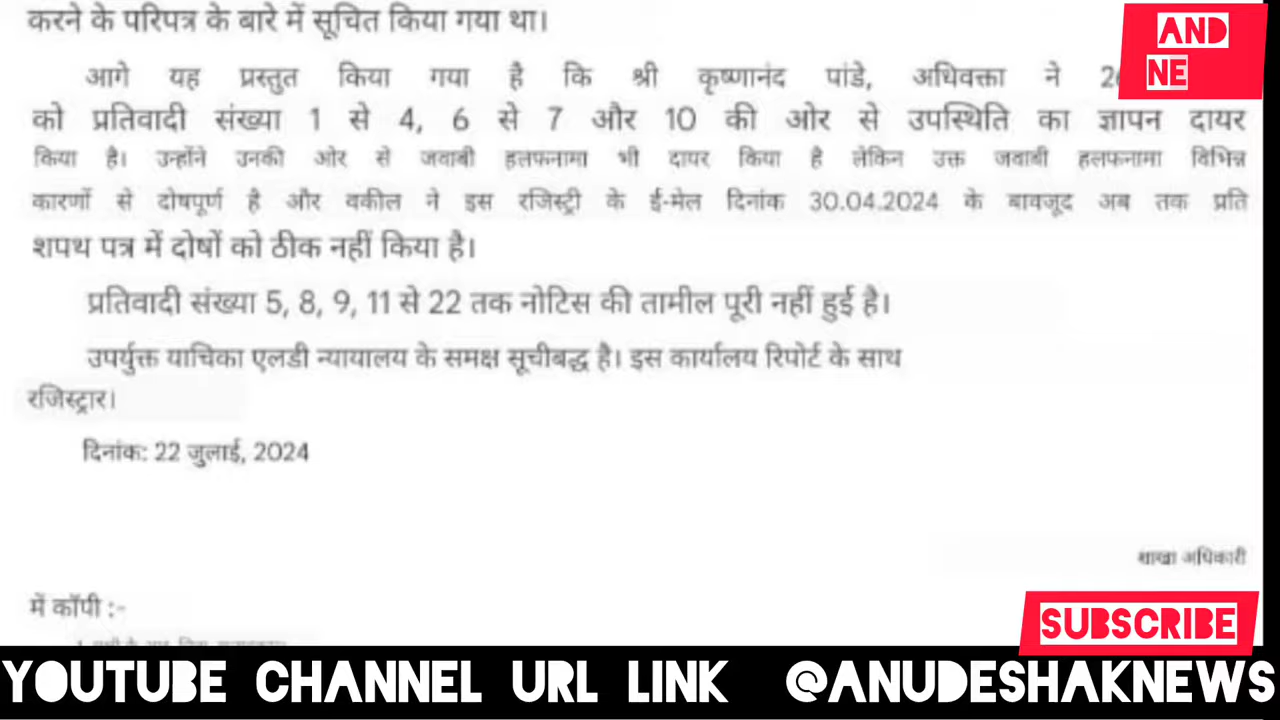 करने के परिपत्र के बारे में सूचित किया गया था।
AND
NE
आगे यह प्रस्तुत किया गया है कि श्री कृष्णानंद पांडे, अधिवक्ता ने
को प्रतिवादी संख्या 1 से 4, 6 से 7 और 10 की ओर से उपस्थिति का ज्ञापन दायर
किया है। उन्होंने उनकी ओर से जवाबी हलफनामा भी दायर किया है लेकिन उक्त जवाबी हलफनामा विभिन्न
कारणों से दोषपूर्ण है और वकील ने इस रजिस्ट्री के ई-मेल दिनांक 30.04.2024 के बावजूद अब तक प्रति
शपथ पत्र में दोषों को ठीक नहीं किया है।
प्रतिवादी संख्या 5, 8, 9, 11 से 22 तक नोटिस की तामील पूरी नहीं हुई है।
उपर्युक्त याचिका एलडी न्यायालय के समक्ष सूचीबद्ध है। इस कार्यालय रिपोर्ट के साथ
रजिस्ट्रार।
दिनांक: 22 जुलाई, 2024
शाखा अधिकारी
में कॉपी :-
SUBSCRIBE
YOUTUBE CHANNEL URL LINK @ANUDESHAKNEWS